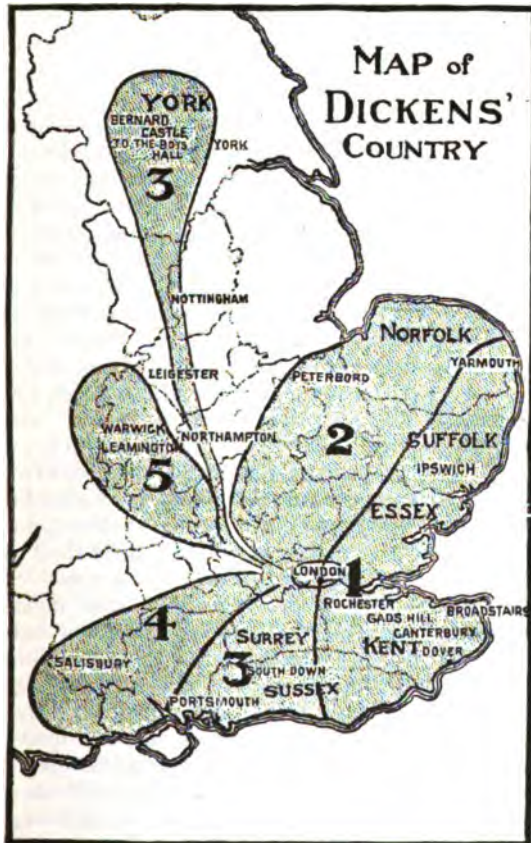 MAP of
DICKENS'
COUNTRY
YORK
BERNARD
CASTLE
TO-THE-BOYS
HALL
YORK
3
NOTTINGHAM
NORFOLK
YARMOUTH
LEICESTER
PETERBORO
WARWICK
LEAMINGTON
NORTHAMPTON
2
SUFFOLK
IPSWICH
5
ESSEX
LONDON
1
ROCHESTER
GADS HILL
BROADSTAIRS
CANTERBURY
KENT
DOVER
4
SURREY
SALISBURY
3
SOUTH DOWN
SUSSEX
PORTSMOUTH